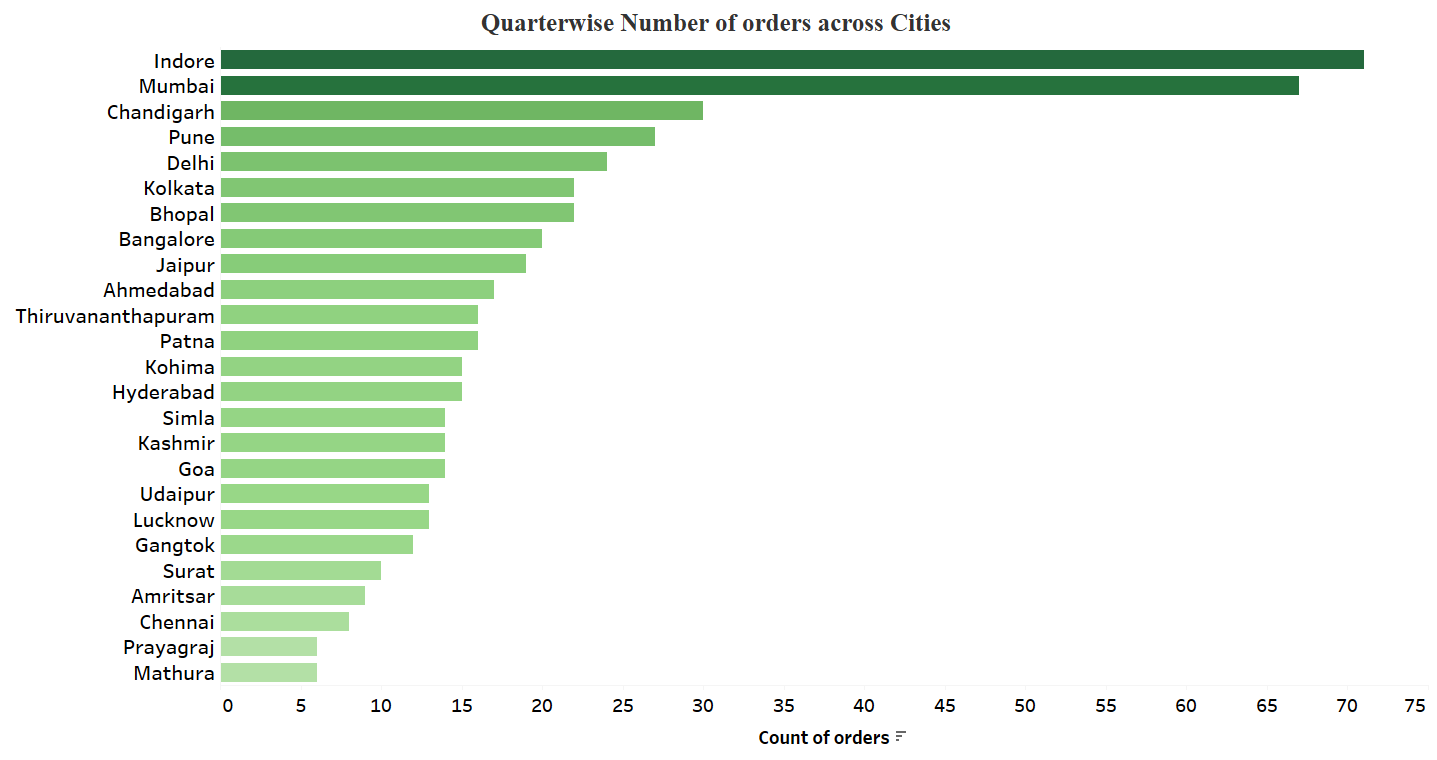 Quarterwise Number of orders across Cities
Indore
Mumbai
Chandigarh
Pune
Delhi
Kolkata
Bhopal
Bangalore
Jaipur
Ahmedabad
Thiruvananthapuram
Patna
Kohima
Hyderabad
Simla
Kashmir
Goa
Udaipur
Lucknow
Gangtok
Surat
Amritsar
Chennai
Prayagraj
Mathura
0 5 10 15 20 25 30 35 40 45 50 55 60 65 70 75
Count of orders